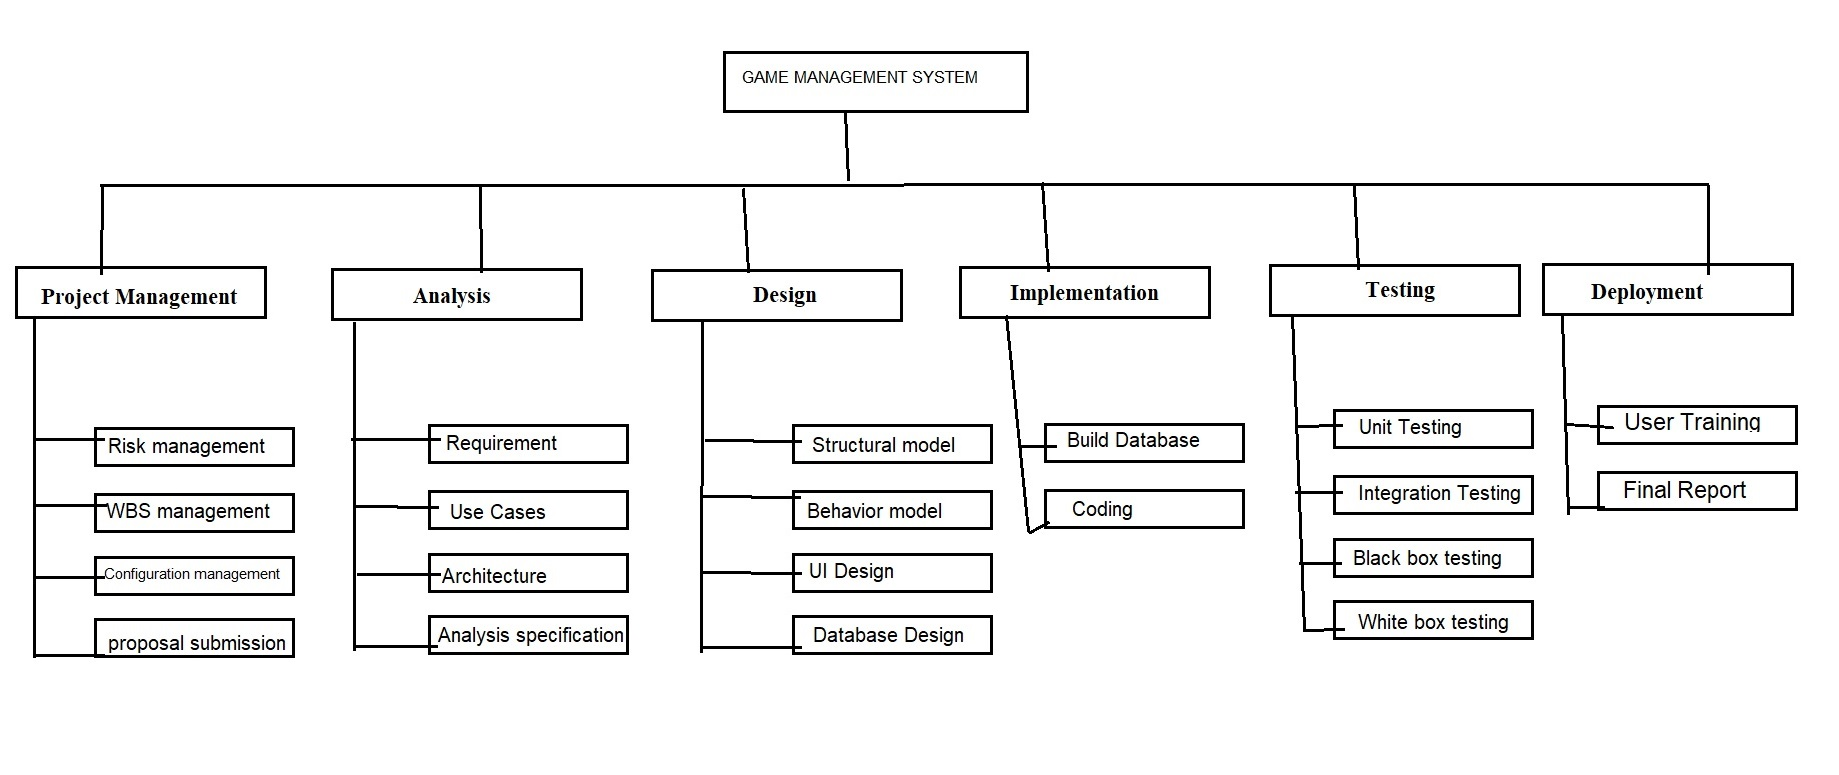 GAME MANAGEMENT SYSTEM
Project Management
Analysis
Design
Implementation
Testing
Deployment
Risk management
WBS management
Configuration management
proposal submission
Requirement
Use Cases
Architecture
Analysis specification
Structural model
Behavior model
UI Design
Database Design
Build Database
Coding
Unit Testing
Integration Testing
Black box testing
White box testing
User Training
Final Report